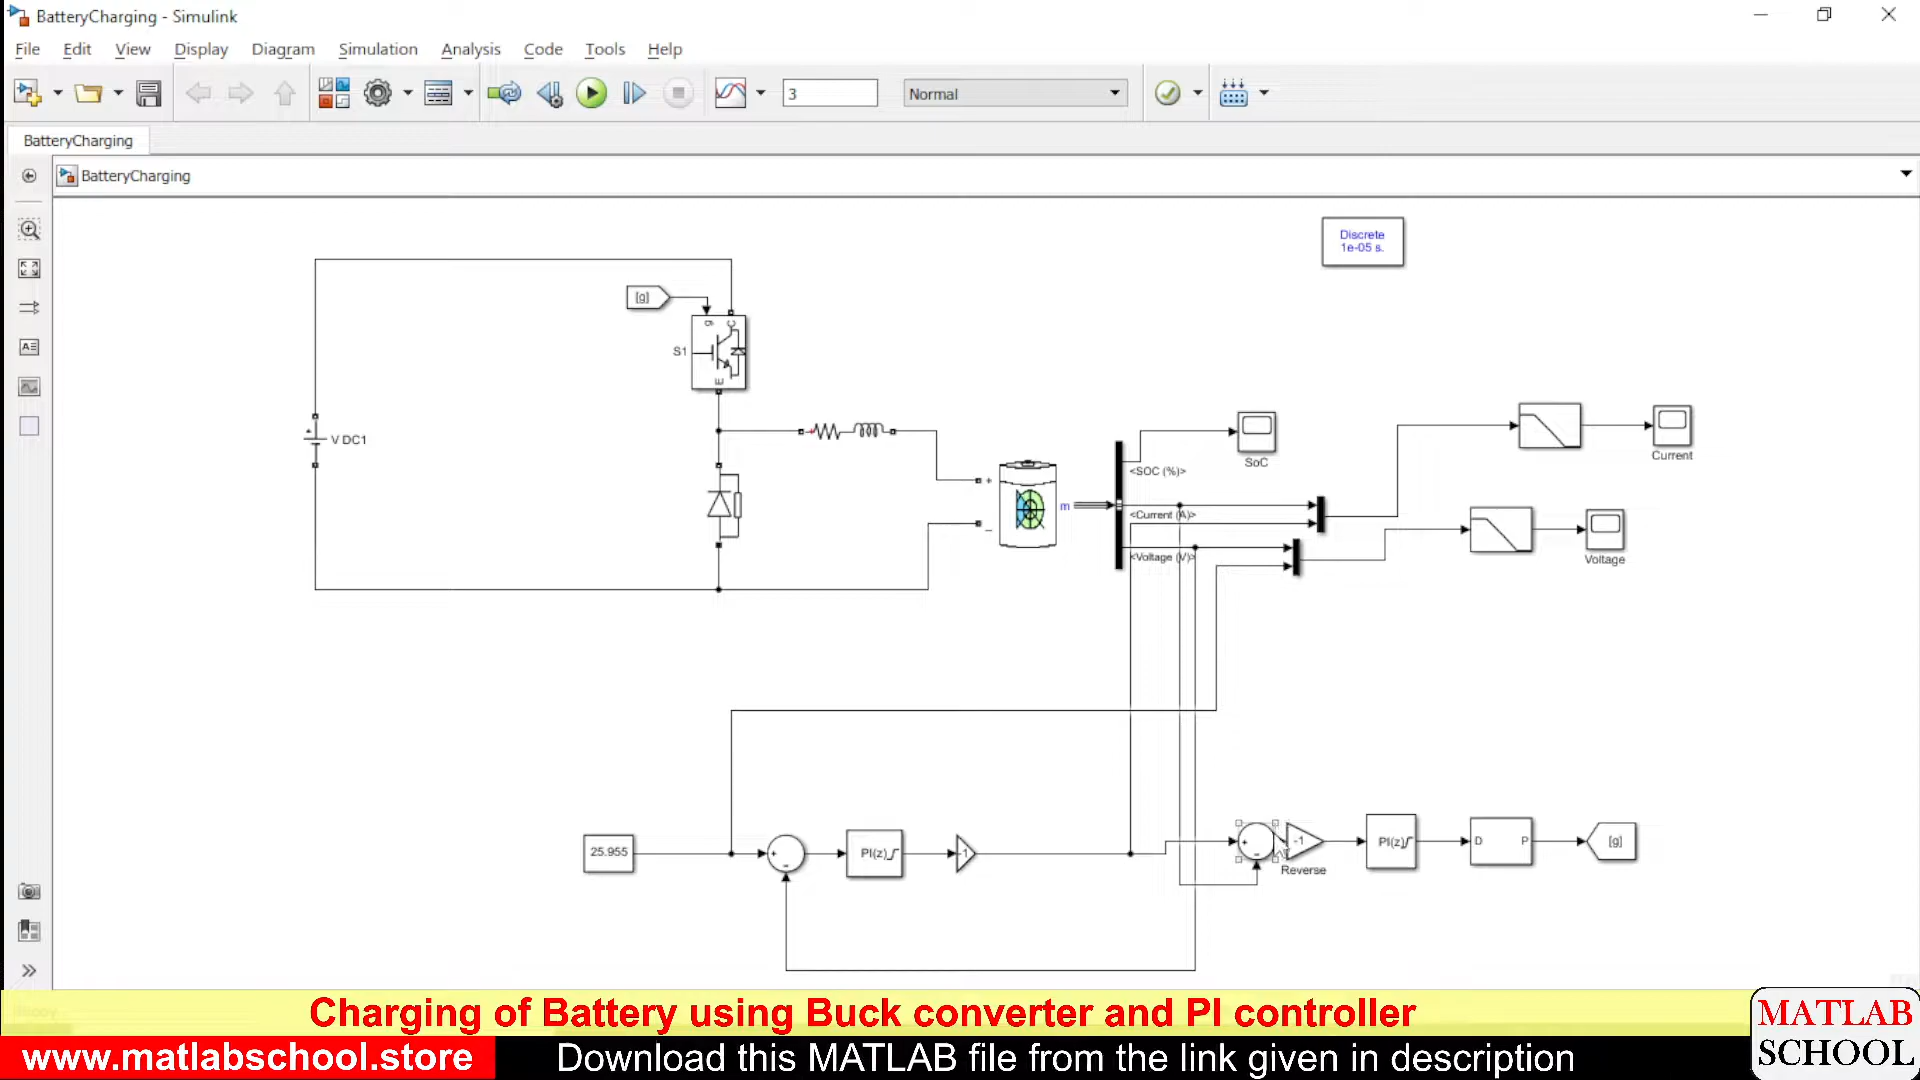 BatteryCharging - Simulink
File Edit View Display Diagram Simulation Analysis Code Tools Help
3 Normal
BatteryCharging
BatteryCharging
Discrete
1e-05 s.
[g]
g C
S1
E
V DC1
+
m
<SOC (%)>
SoC
Current
<Current (A)>
<Voltage (V)>
Voltage
25.955
PI(z)
-1
-1
Reverse
PI(z)
D P
[g]
Charging of Battery using Buck converter and PI controller
www.matlabschool.store
Download this MATLAB file from the link given in description
MATLAB
SCHOOL